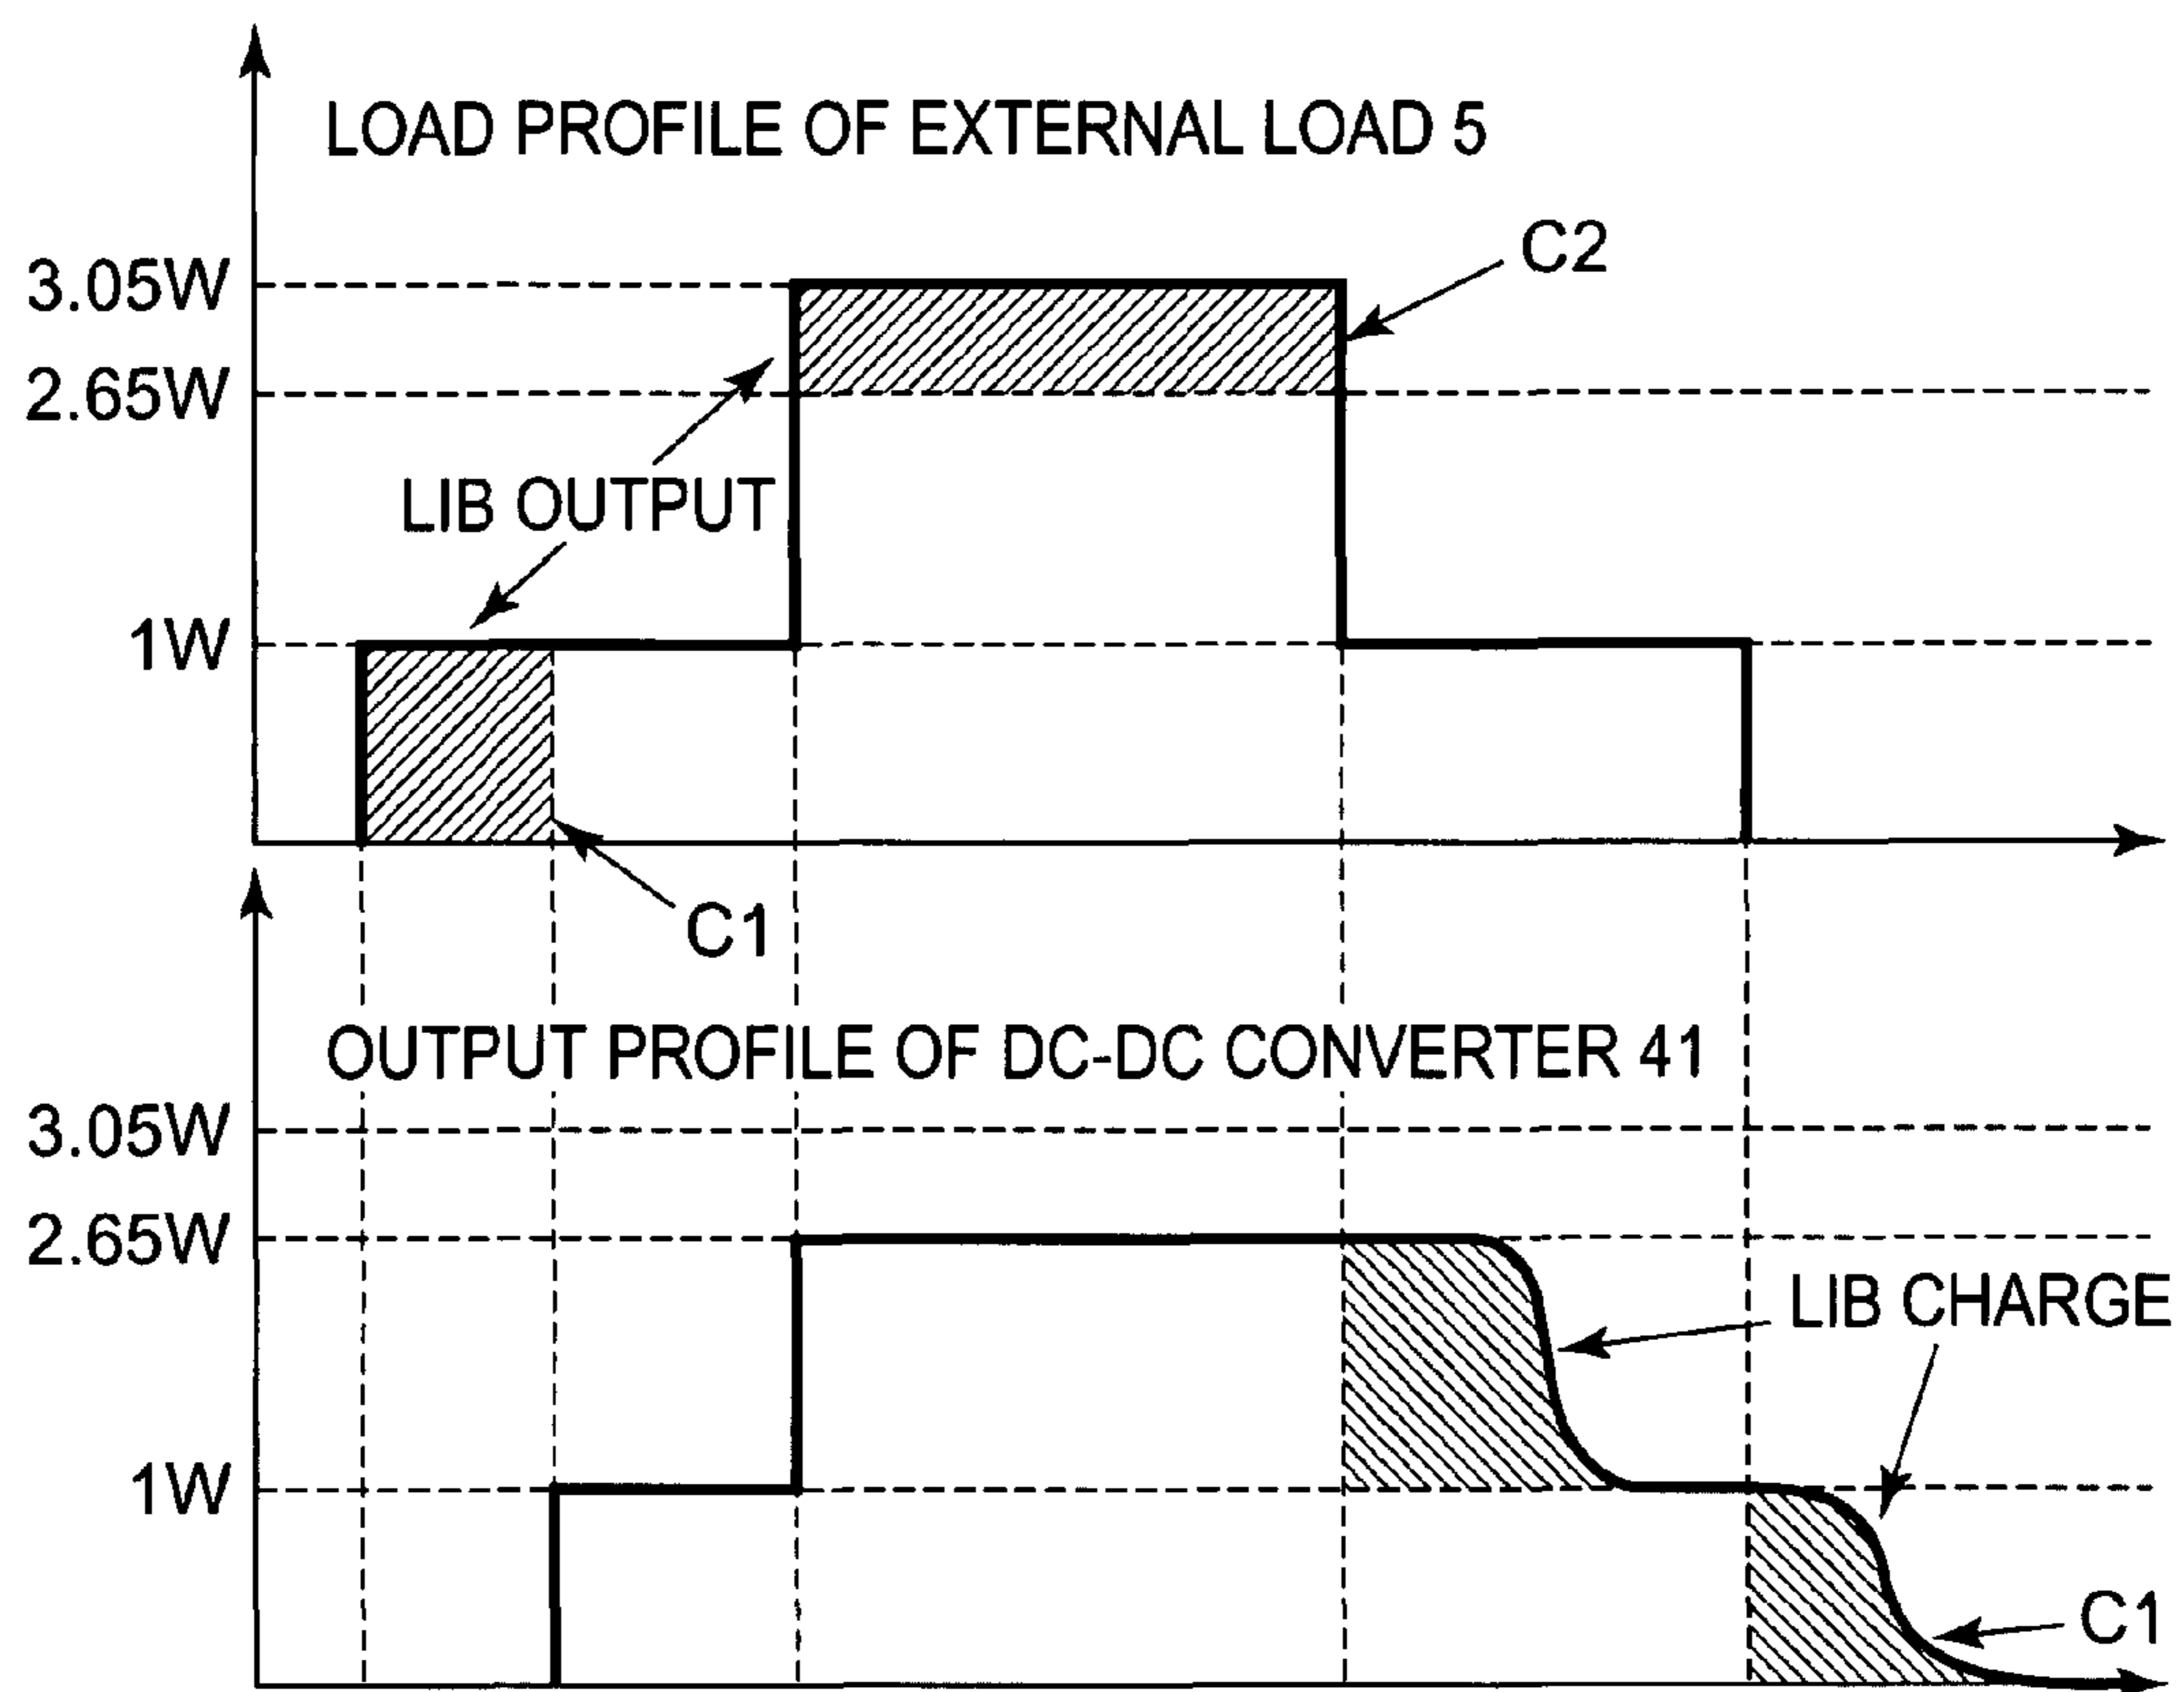 LOAD PROFILE OF EXTERNAL LOAD 5
C2
3.05W
2.65W
LIB OUTPUT
1W
C1
OUTPUT PROFILE OF DC-DC CONVERTER 41
3.05W
2.65W
LIB CHARGE
1W
C1